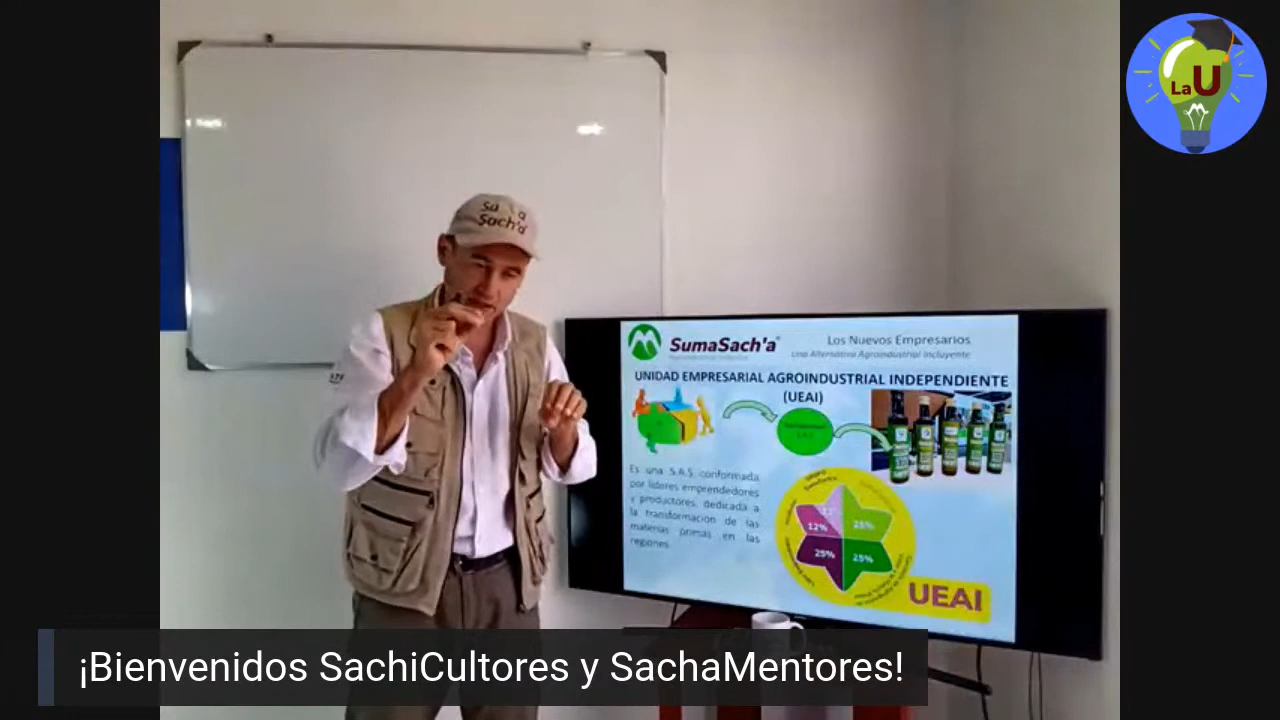 La U
Sach'a
SumaSach'a
Los Nuevos Empresarios
Una Alternativa Agroindustrial Incluyente
UNIDAD EMPRESARIAL AGROINDUSTRIAL INDEPENDIENTE
(UEAI)
Es una S.A.S conformada
por líderes emprendedores
y productores, dedicada a
la transformación de las
materias primas en las
regiones
12%
25%
25%
25%
UEAI
¡Bienvenidos SachiCultores y SachaMentores!